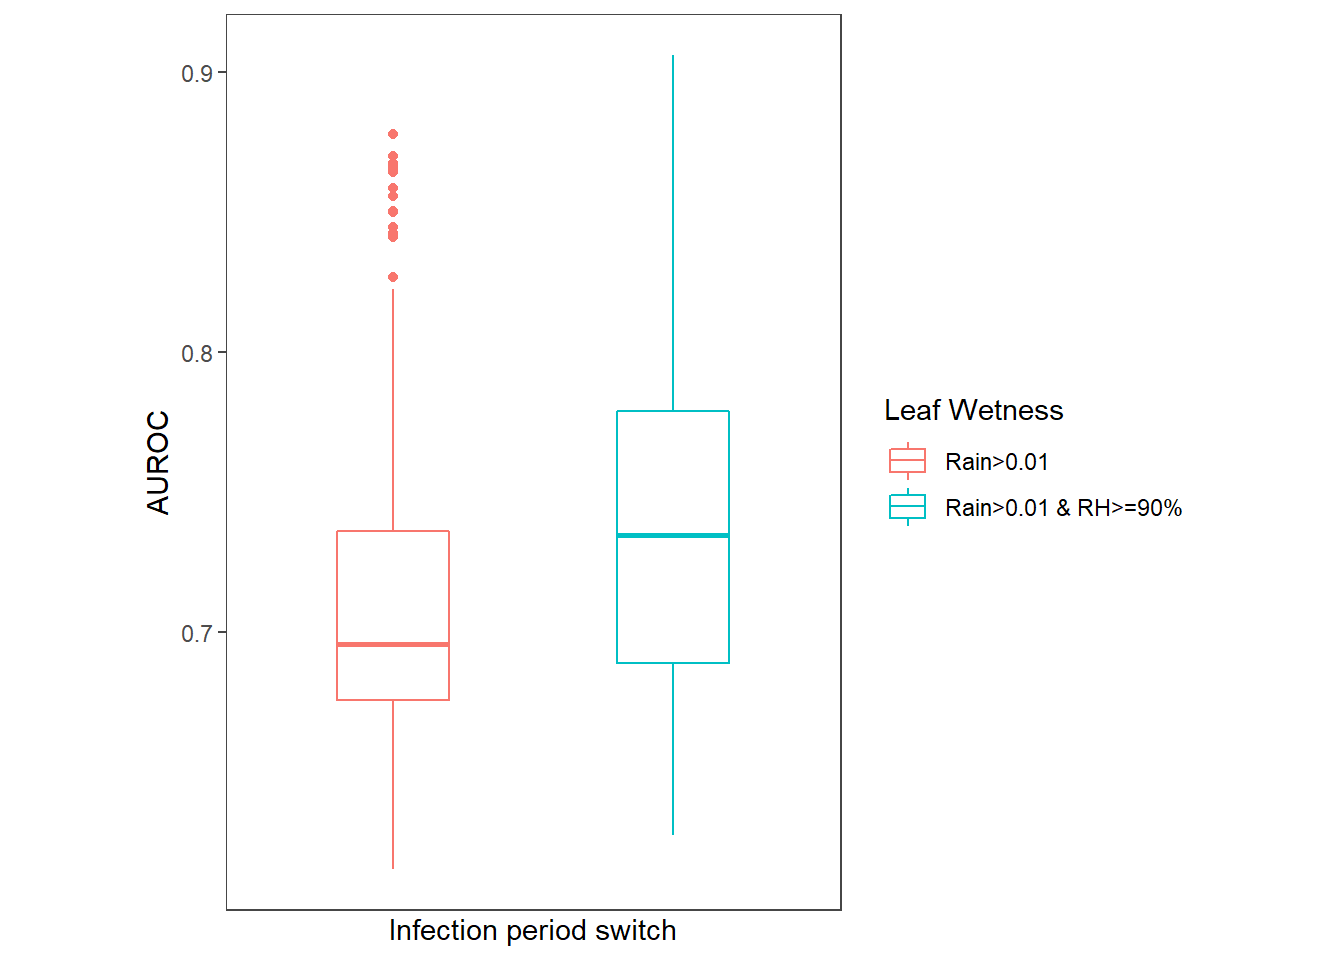 0.9
0.8
0.7
AUROC
Infection period switch
Leaf Wetness
Rain>0.01
Rain>0.01 & RH>=90%